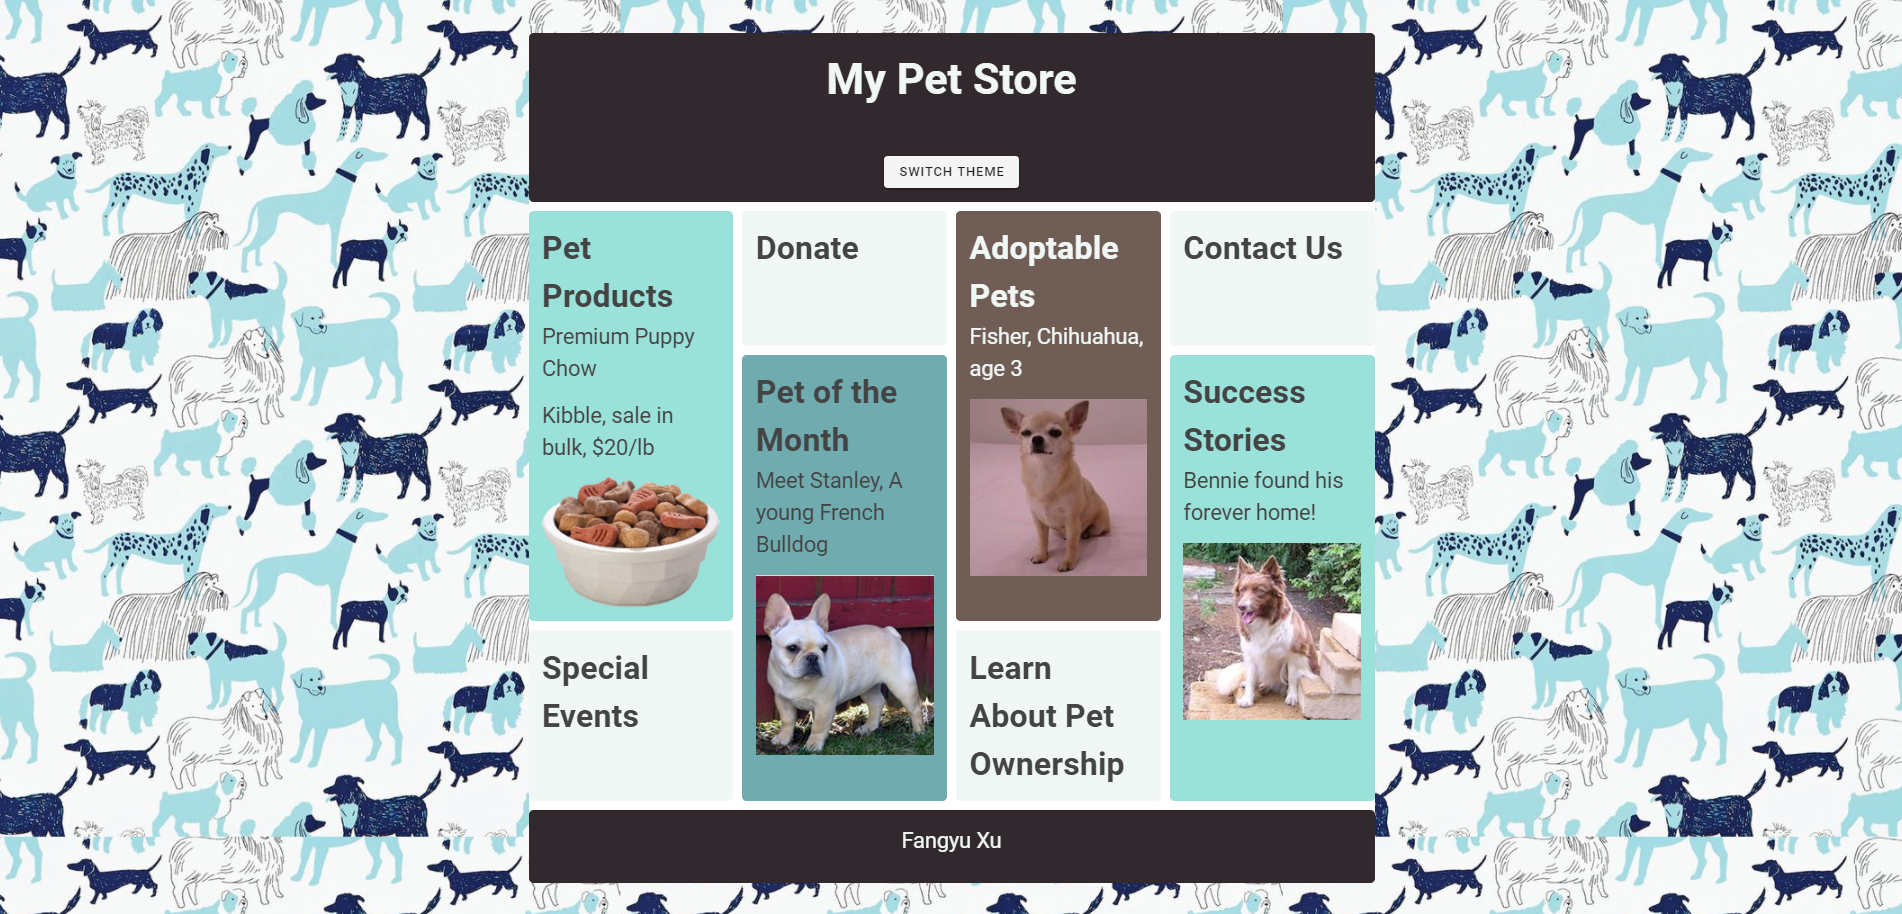 My Pet Store
SWITCH THEME
Pet
Products
Premium Puppy
Chow
Kibble, sale in
bulk, $20/lb
Donate
Adoptable
Pets
Fisher, Chihuahua,
age 3
Contact Us
Pet of the
Month
Meet Stanley, A
young French
Bulldog
Success
Stories
Bennie found his
forever home!
Special
Events
Learn
About Pet
Ownership
Fangyu Xu